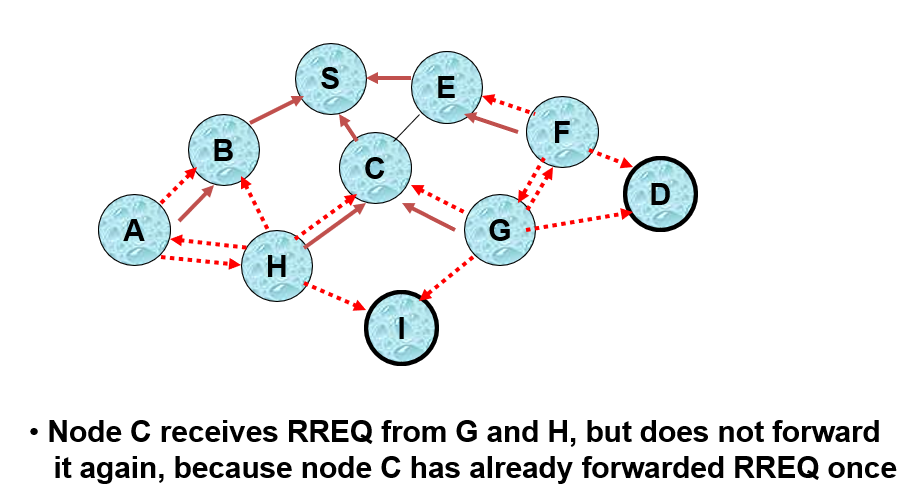 S
E
F
B
C
D
A
G
H
I
• Node C receives RREQ from G and H, but does not forward
it again, because node C has already forwarded RREQ once